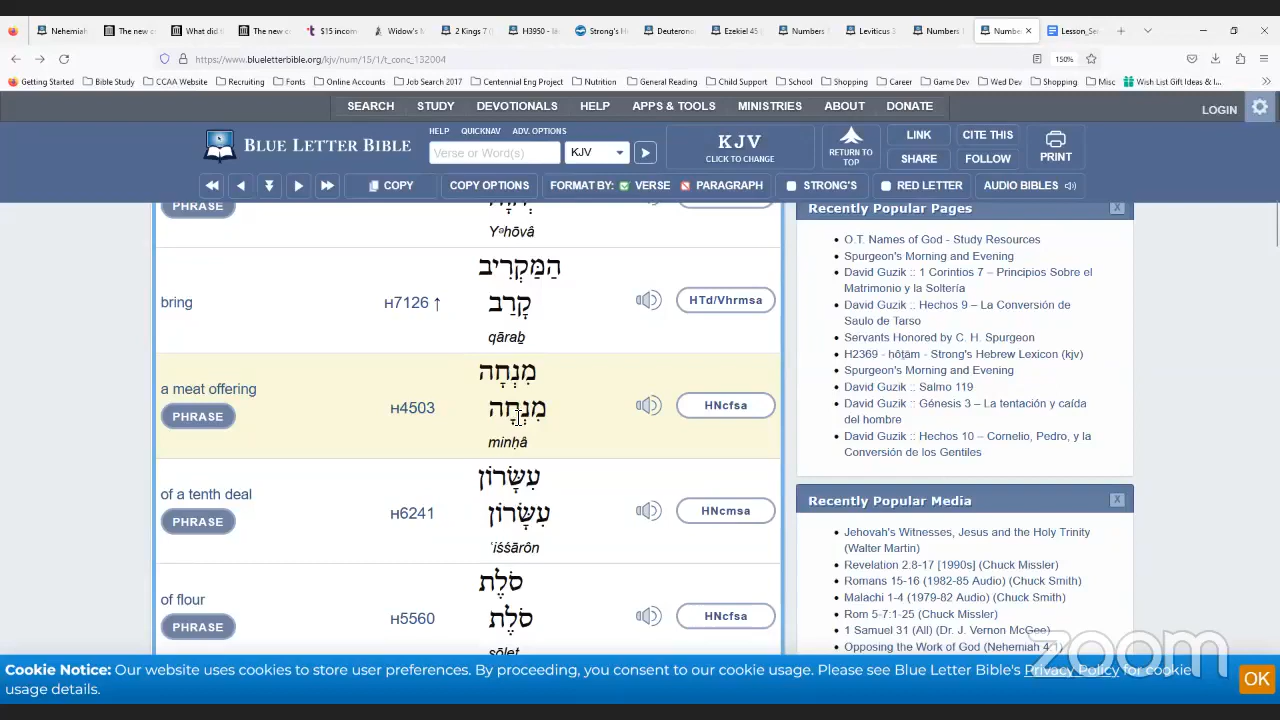 Nehemiah
The new c
What did t
The new c
$15 incom
Widow's M
2 Kings 7 (
H3950 - l
Strong's H
Deuteron
Ezekiel 45
Numbers
Leviticus 3
Numbers
Numbe
Lesson_Se
https://www.blueletterbible.org/kjv/num/15/1/t_conc_132004
150%
Getting Started
Bible Study
CCAA Website
Recruiting
Fonts
Online Accounts
Job Search 2017
Centennial Eng Project
Nutrition
General Reading
Child Support
School
Shopping
Career
Game Dev
Wed Dev
Shopping
Misc
Wish List Gift Ideas & I...
SEARCH STUDY DEVOTIONALS HELP APPS & TOOLS MINISTRIES ABOUT DONATE
LOGIN
BLUE LETTER BIBLE
HELP QUICKNAV ADV. OPTIONS
Verse or Word(s)
KJV
KJV
CLICK TO CHANGE
RETURN TO
TOP
LINK
CITE THIS
SHARE
FOLLOW
PRINT
COPY
COPY OPTIONS
FORMAT BY: VERSE PARAGRAPH
STRONG'S
RED LETTER
AUDIO BIBLES
PHRASE
Yᵊhōvâ
bring
H7126 ↑
הַמַּקְרִיב
קָרַב
qāraḇ
HTd/Vhrmsa
a meat offering
PHRASE
H4503
מִנְחָה
מִנְחָה
minḥâ
HNcfsa
of a tenth deal
PHRASE
H6241
עִשָּׂרוֹן
עִשָּׂרוֹן
ʿiśśārôn
HNcmsa
of flour
PHRASE
H5560
סֹלֶת
סֹלֶת
HNcfsa
Recently Popular Pages
X
O.T. Names of God - Study Resources
Spurgeon's Morning and Evening
David Guzik :: 1 Corintios 7 – Principios Sobre el
Matrimonio y la Soltería
David Guzik :: Hechos 9 – La Conversión de
Saulo de Tarso
Servants Honored by C. H. Spurgeon
H2369 - ḥôṯām - Strong's Hebrew Lexicon (kjv)
Spurgeon's Morning and Evening
David Guzik :: Salmo 119
David Guzik :: Génesis 3 – La tentación y caída
del hombre
David Guzik :: Hechos 10 – Cornelio, Pedro, y la
Conversión de los Gentiles
Recently Popular Media
X
Jehovah's Witnesses, Jesus and the Holy Trinity
(Walter Martin)
Revelation 2.8-17 [1990s] (Chuck Missler)
Romans 15-16 (1982-85 Audio) (Chuck Smith)
Malachi 1-4 (1979-82 Audio) (Chuck Smith)
Rom 5-7:1-25 (Chuck Missler)
1 Samuel 31 (All) (Dr. J. Vernon McGee)
Opposing the Work of God (Nehemiah 4:1)
zoom
Cookie Notice: Our website uses cookies to store user preferences. By proceeding, you consent to our cookie usage. Please see Blue Letter Bible's Privacy Policy for cookie
usage details.
OK